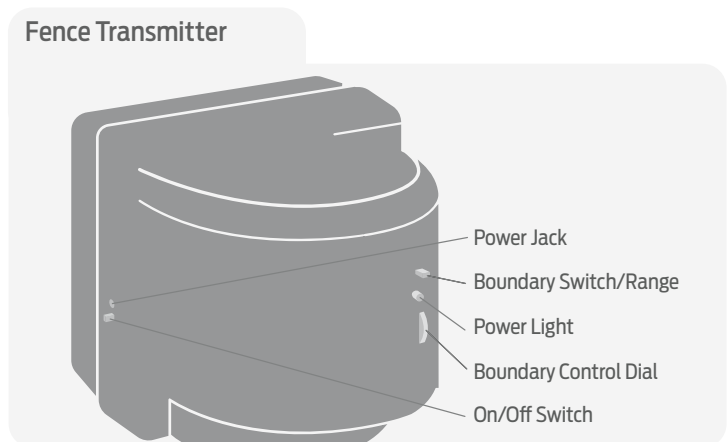 Fence Transmitter
Power Jack
Boundary Switch/Range
Power Light
Boundary Control Dial
On/Off Switch